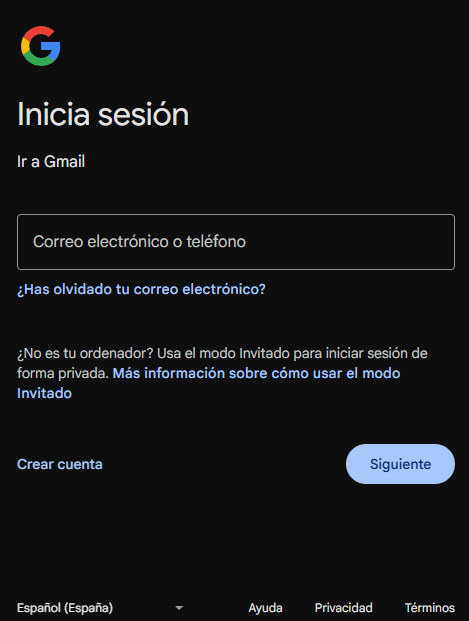 Inicia sesión
Ir a Gmail
Correo electrónico o teléfono
¿Has olvidado tu correo electrónico?
¿No es tu ordenador? Usa el modo Invitado para iniciar sesión de
forma privada. Más información sobre cómo usar el modo
Invitado
Crear cuenta Siguiente
Español (España) Ayuda Privacidad Términos